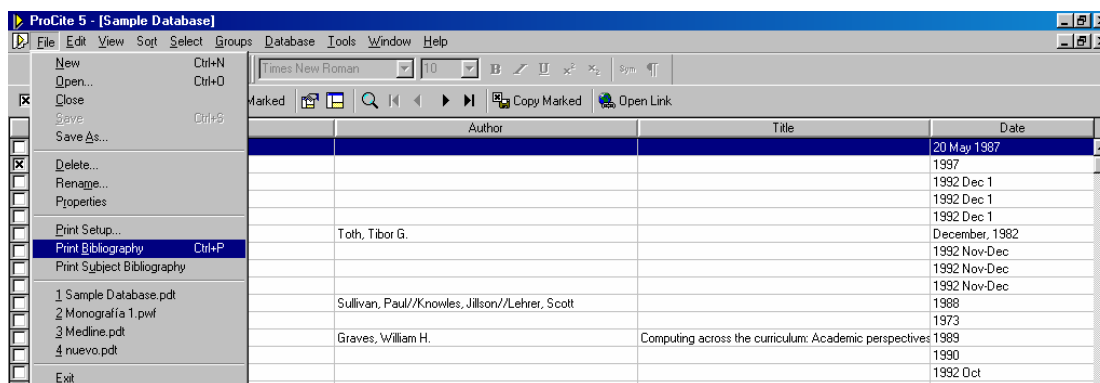 ProCite 5 - [Sample Database]
File Edit View Sort Select Groups Database Tools Window Help
New Ctrl+N
Times New Roman 10 B I U x² x₂ Sym ¶
Open... Ctrl+O
Close
Marked Copy Marked Open Link
Save Ctrl+S
Save As...
Author Title Date
20 May 1987
Delete... 1997
Rename... 1992 Dec 1
Properties 1992 Dec 1
1992 Dec 1
Print Setup... Toth, Tibor G. December, 1982
Print Bibliography Ctrl+P 1992 Nov-Dec
Print Subject Bibliography 1992 Nov-Dec
1992 Nov-Dec
1 Sample Database.pdt Sullivan, Paul//Knowles, Jillson//Lehrer, Scott 1988
2 Monografía 1.pwf 1973
3 Medline.pdt Graves, William H. Computing across the curriculum: Academic perspectives 1989
4 nuevo.pdt 1990
Exit 1992 Oct